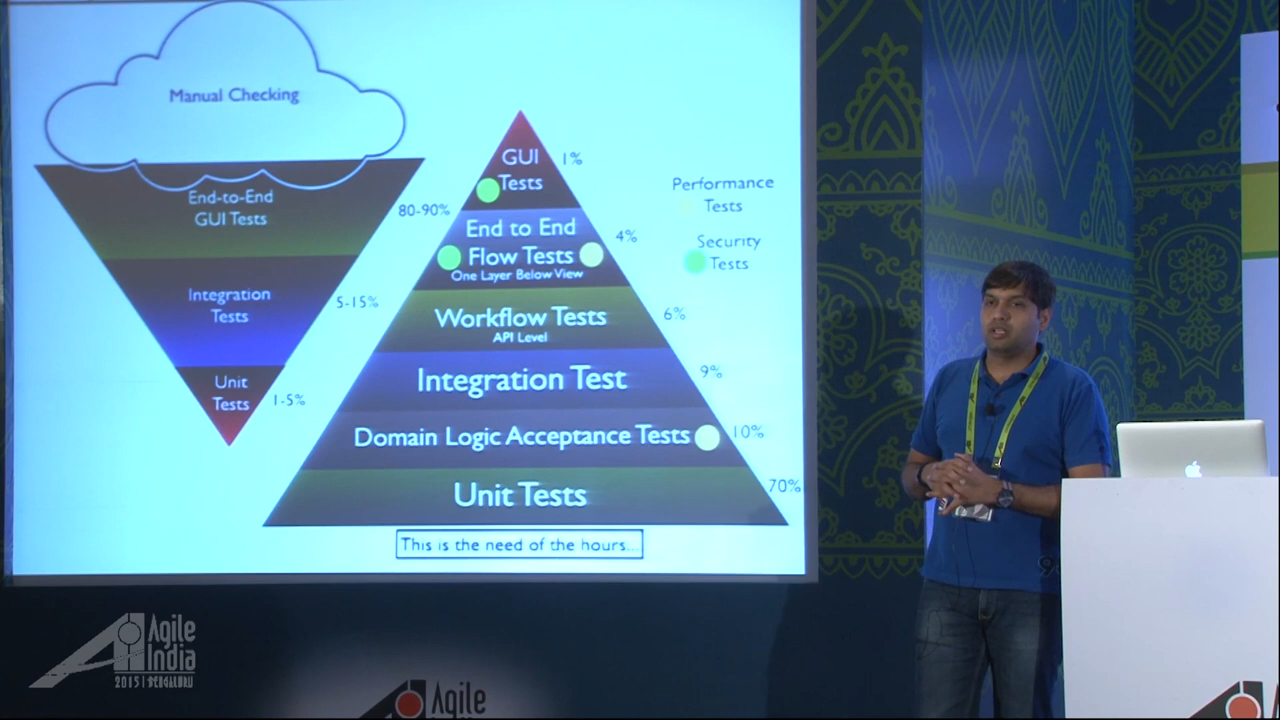 Manual Checking
End-to-End
GUI Tests
80-90%
Integration
Tests
5-15%
Unit
Tests
1-5%
GUI
Tests
1%
End to End
Flow Tests
One Layer Below View
4%
Workflow Tests
API Level
6%
Integration Test
9%
Domain Logic Acceptance Tests
10%
Unit Tests
70%
Performance
Tests
Security
Tests
This is the need of the hours...
Agile
India
2015 | BENGALURU
Agile